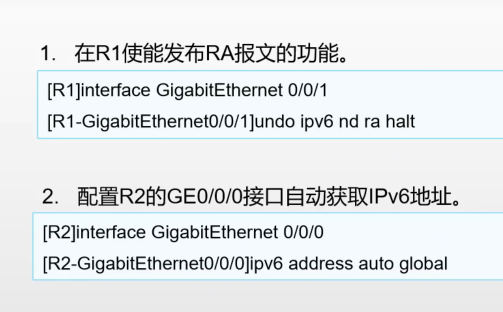 1. 在R1使能发布RA报文的功能。
[R1]interface GigabitEthernet 0/0/1
[R1-GigabitEthernet0/0/1]undo ipv6 nd ra halt
2. 配置R2的GE0/0/0接口自动获取IPv6地址。
[R2]interface GigabitEthernet 0/0/0
[R2-GigabitEthernet0/0/0]ipv6 address auto global